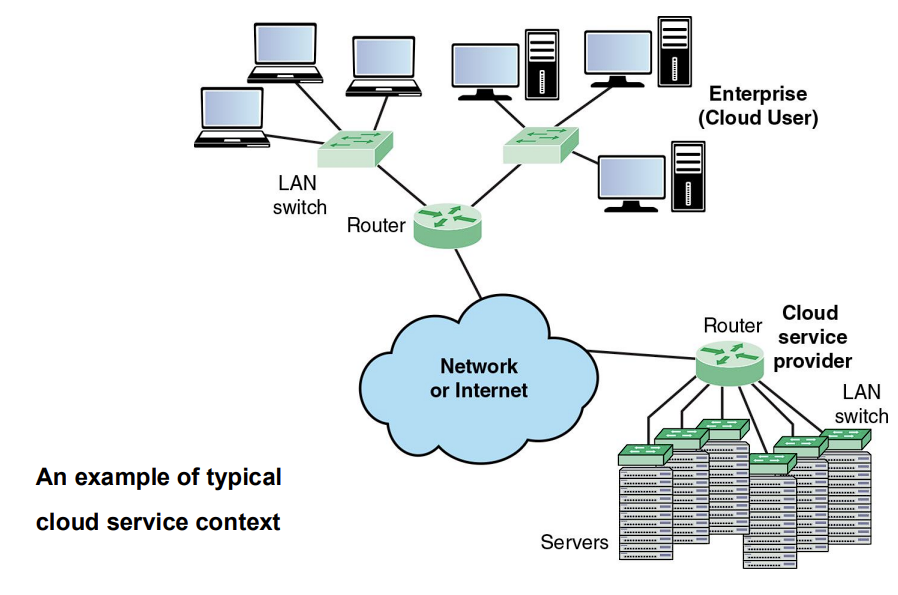 Enterprise
(Cloud User)
LAN
switch
Router
Network
or Internet
Router
Cloud
service
provider
LAN
switch
Servers
An example of typical
cloud service context